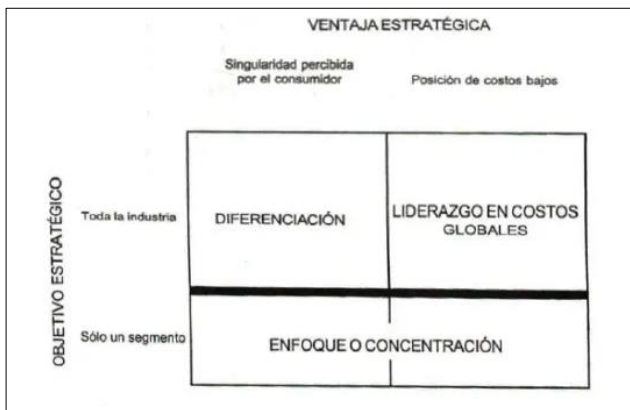 VENTAJA ESTRATÉGICA
Singularidad percibida
por el consumidor
Posición de costos bajos
OBJETIVO ESTRATÉGICO
Toda la industria
DIFERENCIACIÓN
LIDERAZGO EN COSTOS
GLOBALES
Sólo un segmento
ENFOQUE O CONCENTRACIÓN